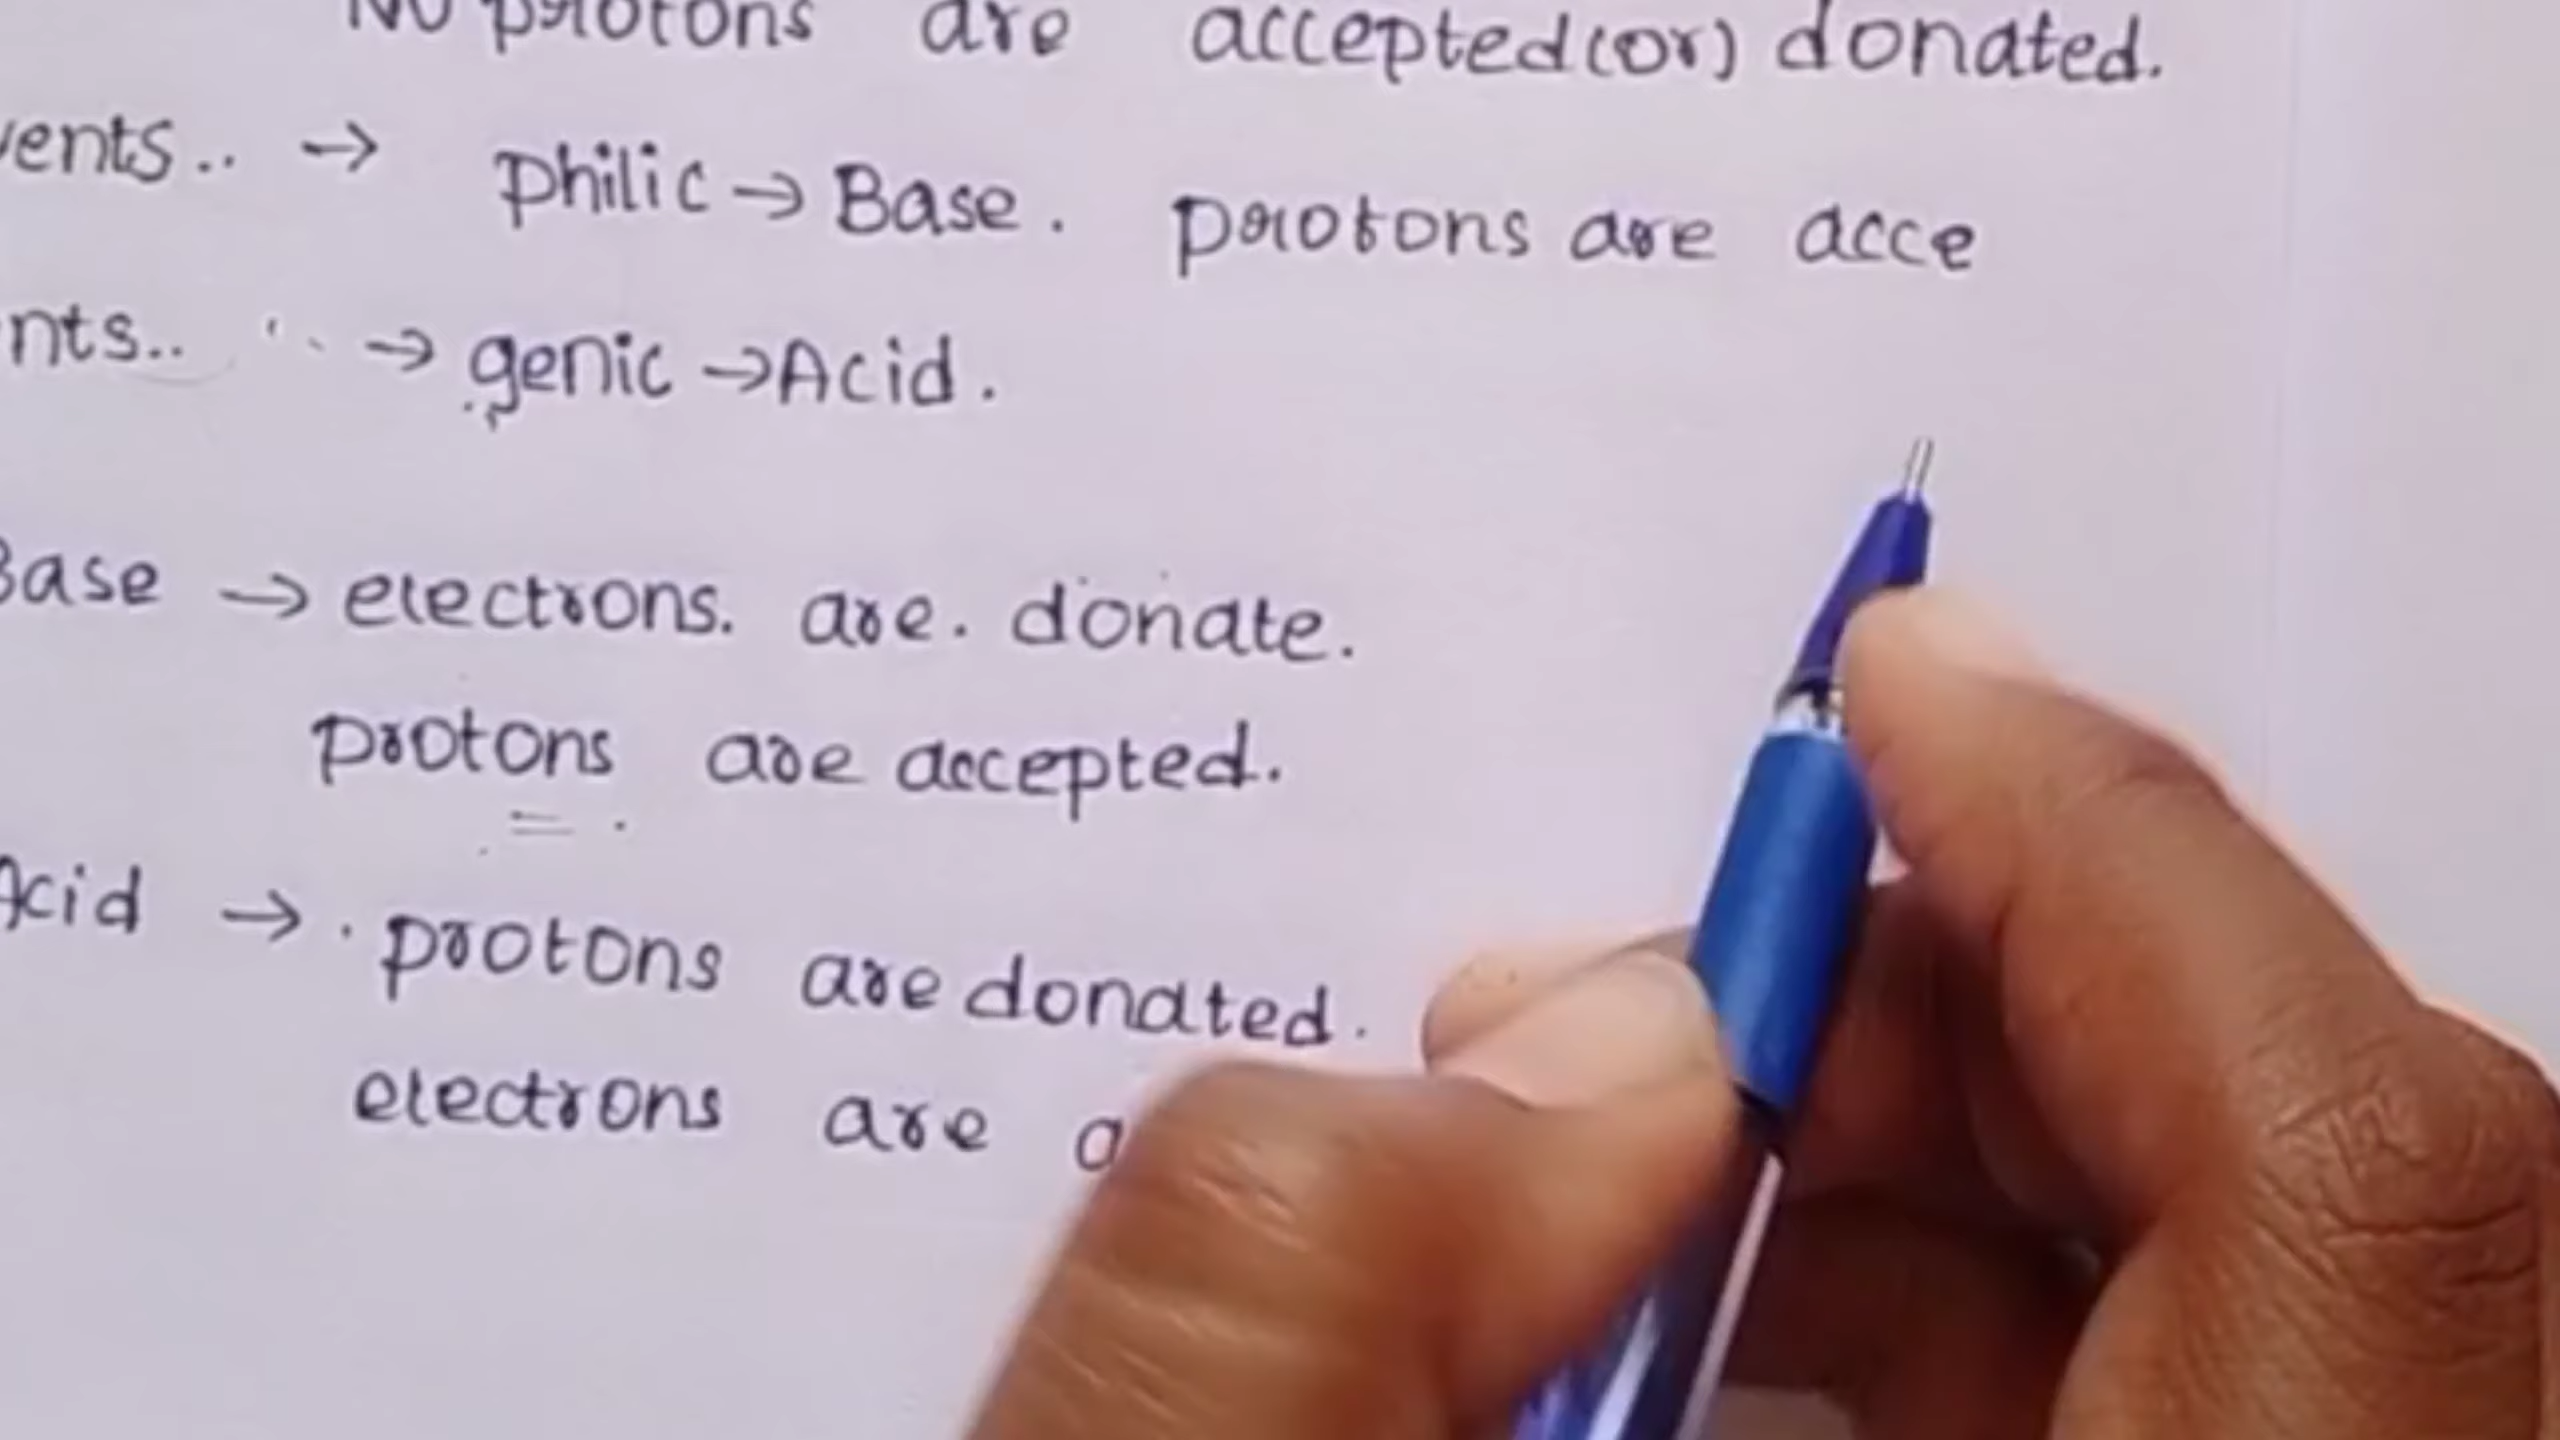 No protons are accepted(or) donated.
vents.. → philic → Base. protons are acce
nts.. → genic → Acid.
Base → electrons. are. donate.
protons are accepted.
Acid → protons are donated.
electrons are a